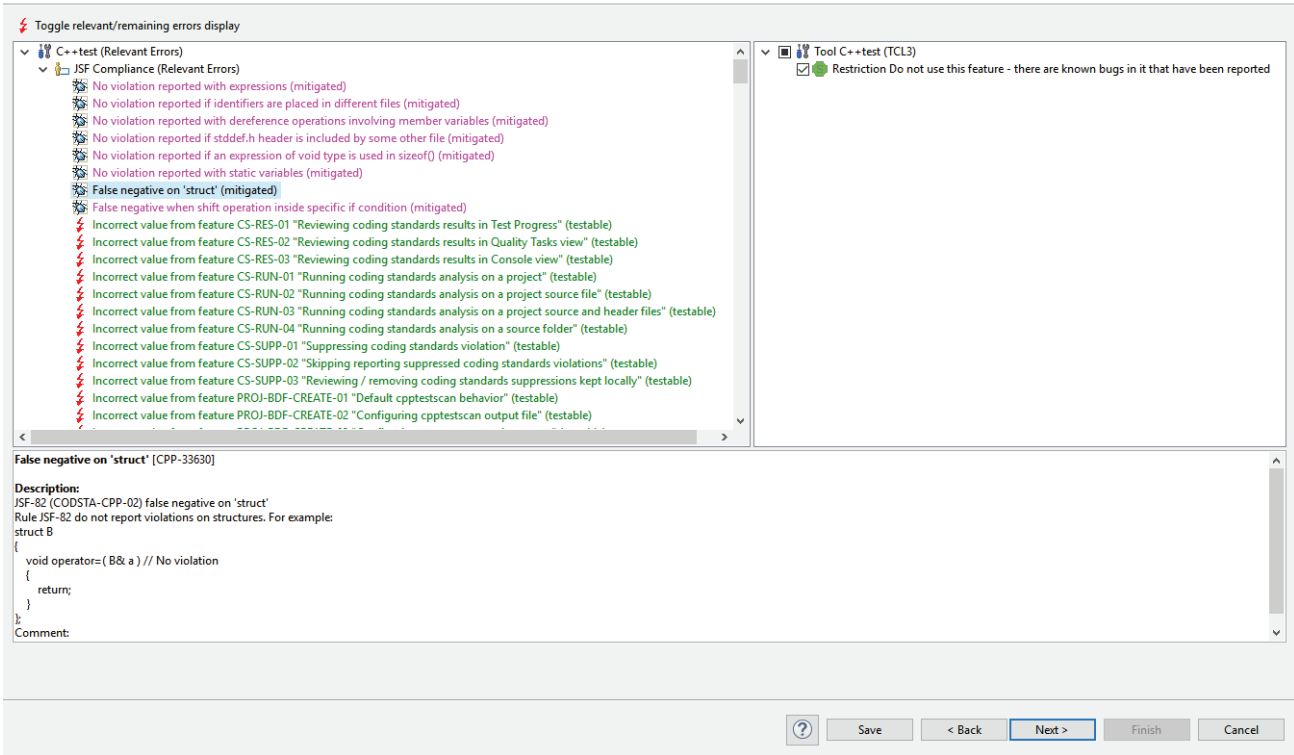 Toggle relevant/remaining errors display
C++test (Relevant Errors)
JSF Compliance (Relevant Errors)
No violation reported with expressions (mitigated)
No violation reported if identifiers are placed in different files (mitigated)
No violation reported with dereference operations involving member variables (mitigated)
No violation reported if stddef.h header is included by some other file (mitigated)
No violation reported if an expression of void type is used in sizeof() (mitigated)
No violation reported with static variables (mitigated)
False negative on 'struct' (mitigated)
False negative when shift operation inside specific if condition (mitigated)
Incorrect value from feature CS-RES-01 "Reviewing coding standards results in Test Progress" (testable)
Incorrect value from feature CS-RES-02 "Reviewing coding standards results in Quality Tasks view" (testable)
Incorrect value from feature CS-RES-03 "Reviewing coding standards results in Console view" (testable)
Incorrect value from feature CS-RUN-01 "Running coding standards analysis on a project" (testable)
Incorrect value from feature CS-RUN-02 "Running coding standards analysis on a project source file" (testable)
Incorrect value from feature CS-RUN-03 "Running coding standards analysis on a project source and header files" (testable)
Incorrect value from feature CS-RUN-04 "Running coding standards analysis on a source folder" (testable)
Incorrect value from feature CS-SUPP-01 "Suppressing coding standards violation" (testable)
Incorrect value from feature CS-SUPP-02 "Skipping reporting suppressed coding standards violations" (testable)
Incorrect value from feature CS-SUPP-03 "Reviewing / removing coding standards suppressions kept locally" (testable)
Incorrect value from feature PROJ-BDF-CREATE-01 "Default cpptestscan behavior" (testable)
Incorrect value from feature PROJ-BDF-CREATE-02 "Configuring cpptestscan output file" (testable)
Tool C++test (TCL3)
Restriction Do not use this feature - there are known bugs in it that have been reported
False negative on 'struct' [CPP-33630]
Description:
JSF-82 (CODSTA-CPP-02) false negative on 'struct'
Rule JSF-82 do not report violations on structures. For example:
struct B
{
void operator=( B& a ) // No violation
{
return;
}
};
Comment:
?
Save
< Back
Next >
Finish
Cancel